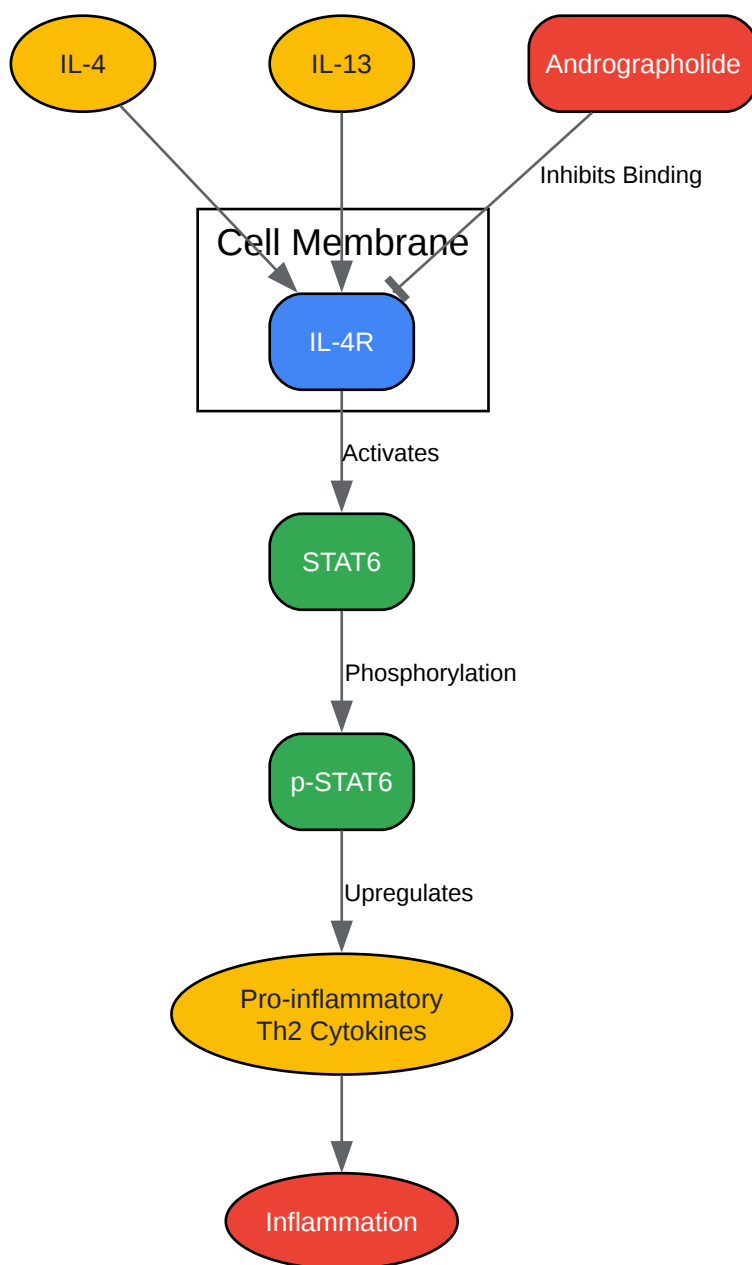 IL-4
IL-13
Andrographolide
Inhibits Binding
Cell Membrane
IL-4R
Activates
STAT6
Phosphorylation
p-STAT6
Upregulates
Pro-inflammatory
Th2 Cytokines
Inflammation